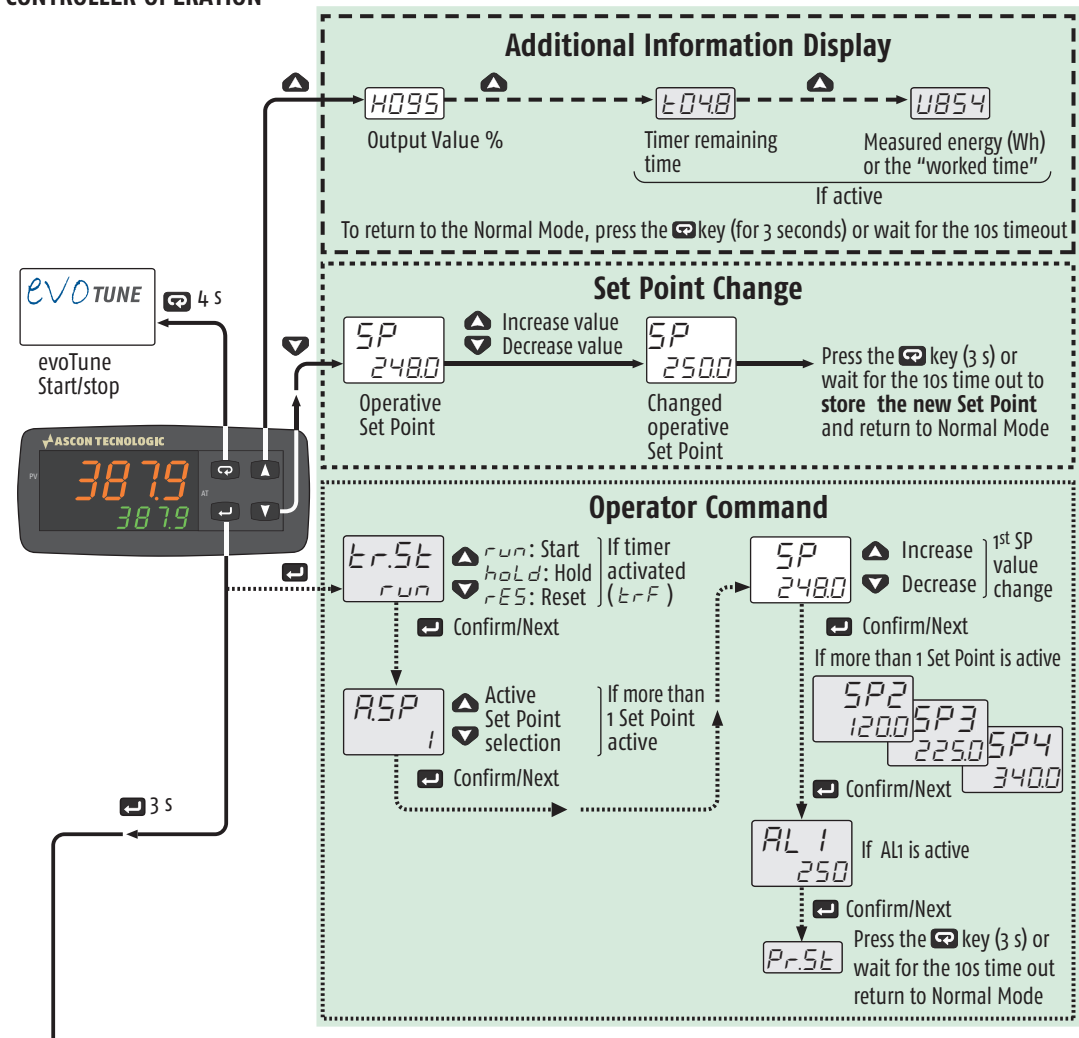 CONTROLLER OPERATION
Additional Information Display
H095
t04.8
U854
Output Value %
Timer remaining
time
Measured energy (Wh)
or the “worked time”
If active
To return to the Normal Mode, press the key (for 3 seconds) or wait for the 10s timeout
Set Point Change
evo TUNE
4 s
evoTune
Start/stop
SP
248.0
Increase value
Decrease value
SP
250.0
Operative
Set Point
Changed
operative
Set Point
Press the key (3 s) or
wait for the 10s time out to
store the new Set Point
and return to Normal Mode
ASCON TECNOLOGIC
PV
387.9
AT
387.9
Operator Command
tr.St
run
run: Start
hoLd: Hold
rES: Reset
If timer
activated
(trF)
Confirm/Next
A.SP
1
Active
Set Point
selection
If more than
1 Set Point
active
Confirm/Next
SP
248.0
Increase
Decrease
1st SP
value
change
Confirm/Next
If more than 1 Set Point is active
SP2
120.0
SP3
225.0
SP4
340.0
Confirm/Next
AL 1
250
If AL1 is active
Confirm/Next
Pr.St
Press the key (3 s) or
wait for the 10s time out
return to Normal Mode
3 s